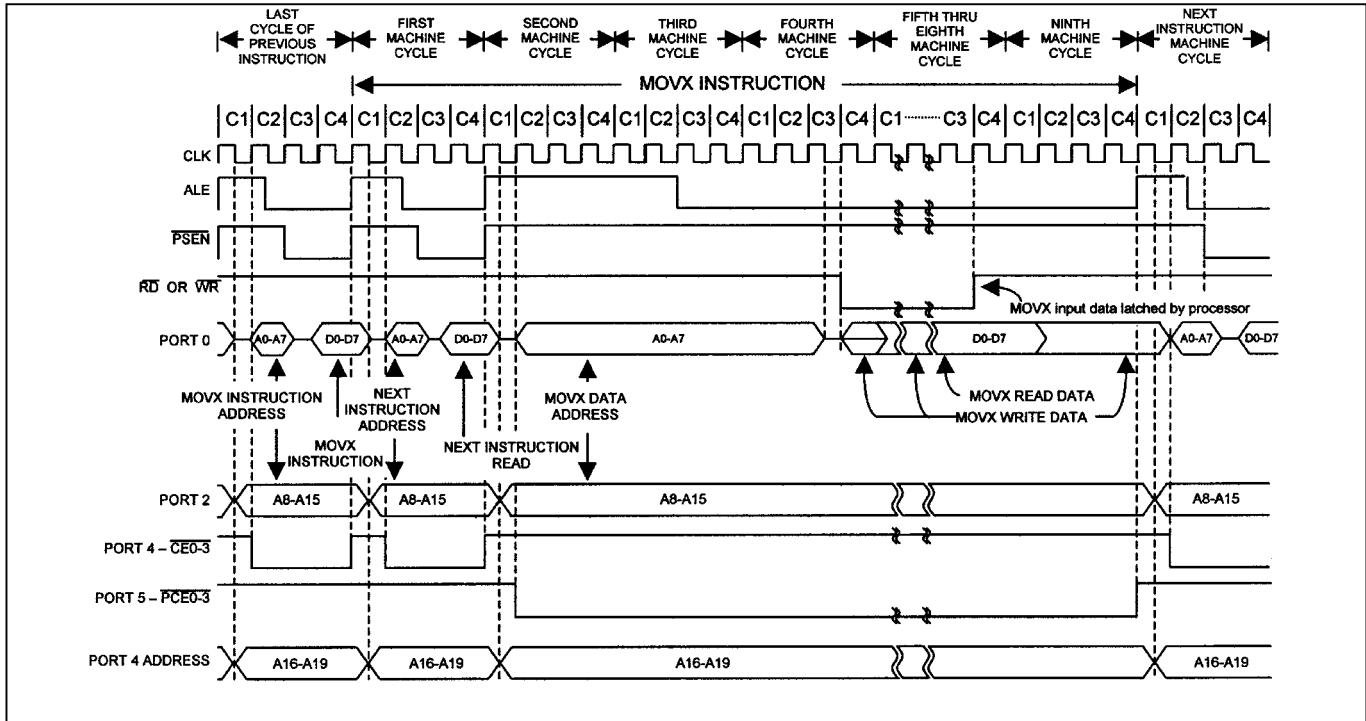 LAST
CYCLE OF
PREVIOUS
INSTRUCTION
FIRST
MACHINE
CYCLE
SECOND
MACHINE
CYCLE
THIRD
MACHINE
CYCLE
FOURTH
MACHINE
CYCLE
FIFTH THRU
EIGHTH
MACHINE
CYCLE
NINTH
MACHINE
CYCLE
NEXT
INSTRUCTION
MACHINE
CYCLE
MOVX INSTRUCTION
C1 C2 C3 C4 C1 C2 C3 C4 C1 C2 C3 C4 C1 C2 C3 C4 C1 C2 C3 C4 C1 ........ C3 C4 C1 C2 C3 C4 C1 C2 C3 C4
CLK
ALE
PSEN
RD OR WR
MOVX input data latched by processor
PORT 0 A0-A7 D0-D7 A0-A7 D0-D7 A0-A7 D0-D7 A0-A7 D0-D7
MOVX INSTRUCTION
ADDRESS
NEXT
INSTRUCTION
ADDRESS
MOVX DATA
ADDRESS
MOVX READ DATA
MOVX WRITE DATA
MOVX
INSTRUCTION
NEXT INSTRUCTION
READ
PORT 2 A8-A15 A8-A15 A8-A15 A8-A15
PORT 4 – CE0-3
PORT 5 – PCE0-3
PORT 4 ADDRESS A16-A19 A16-A19 A16-A19 A16-A19